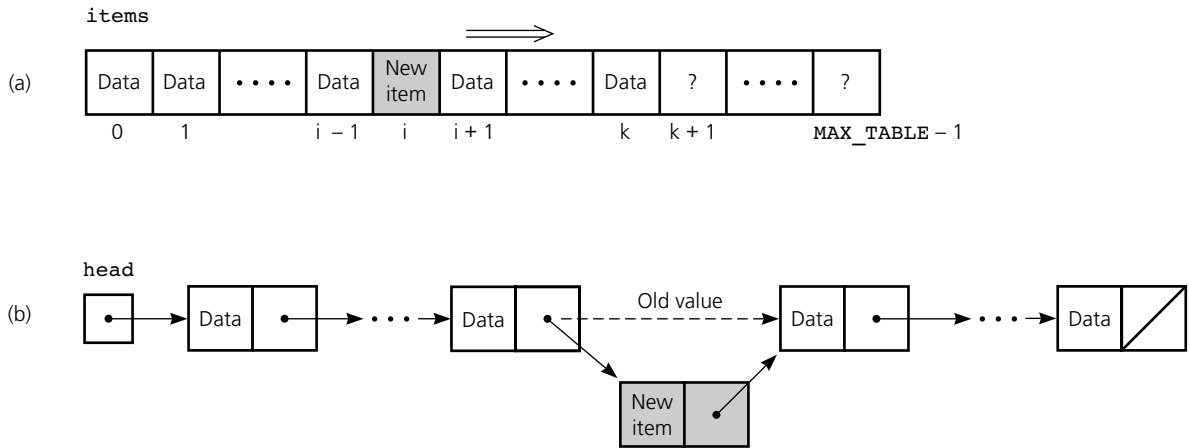 items
(a)
Data Data •••• Data New item Data •••• Data ? •••• ?
0 1 i – 1 i i + 1 k k + 1 MAX_TABLE – 1
head
(b)
Old value
Data ••• Data Data ••• Data
New item